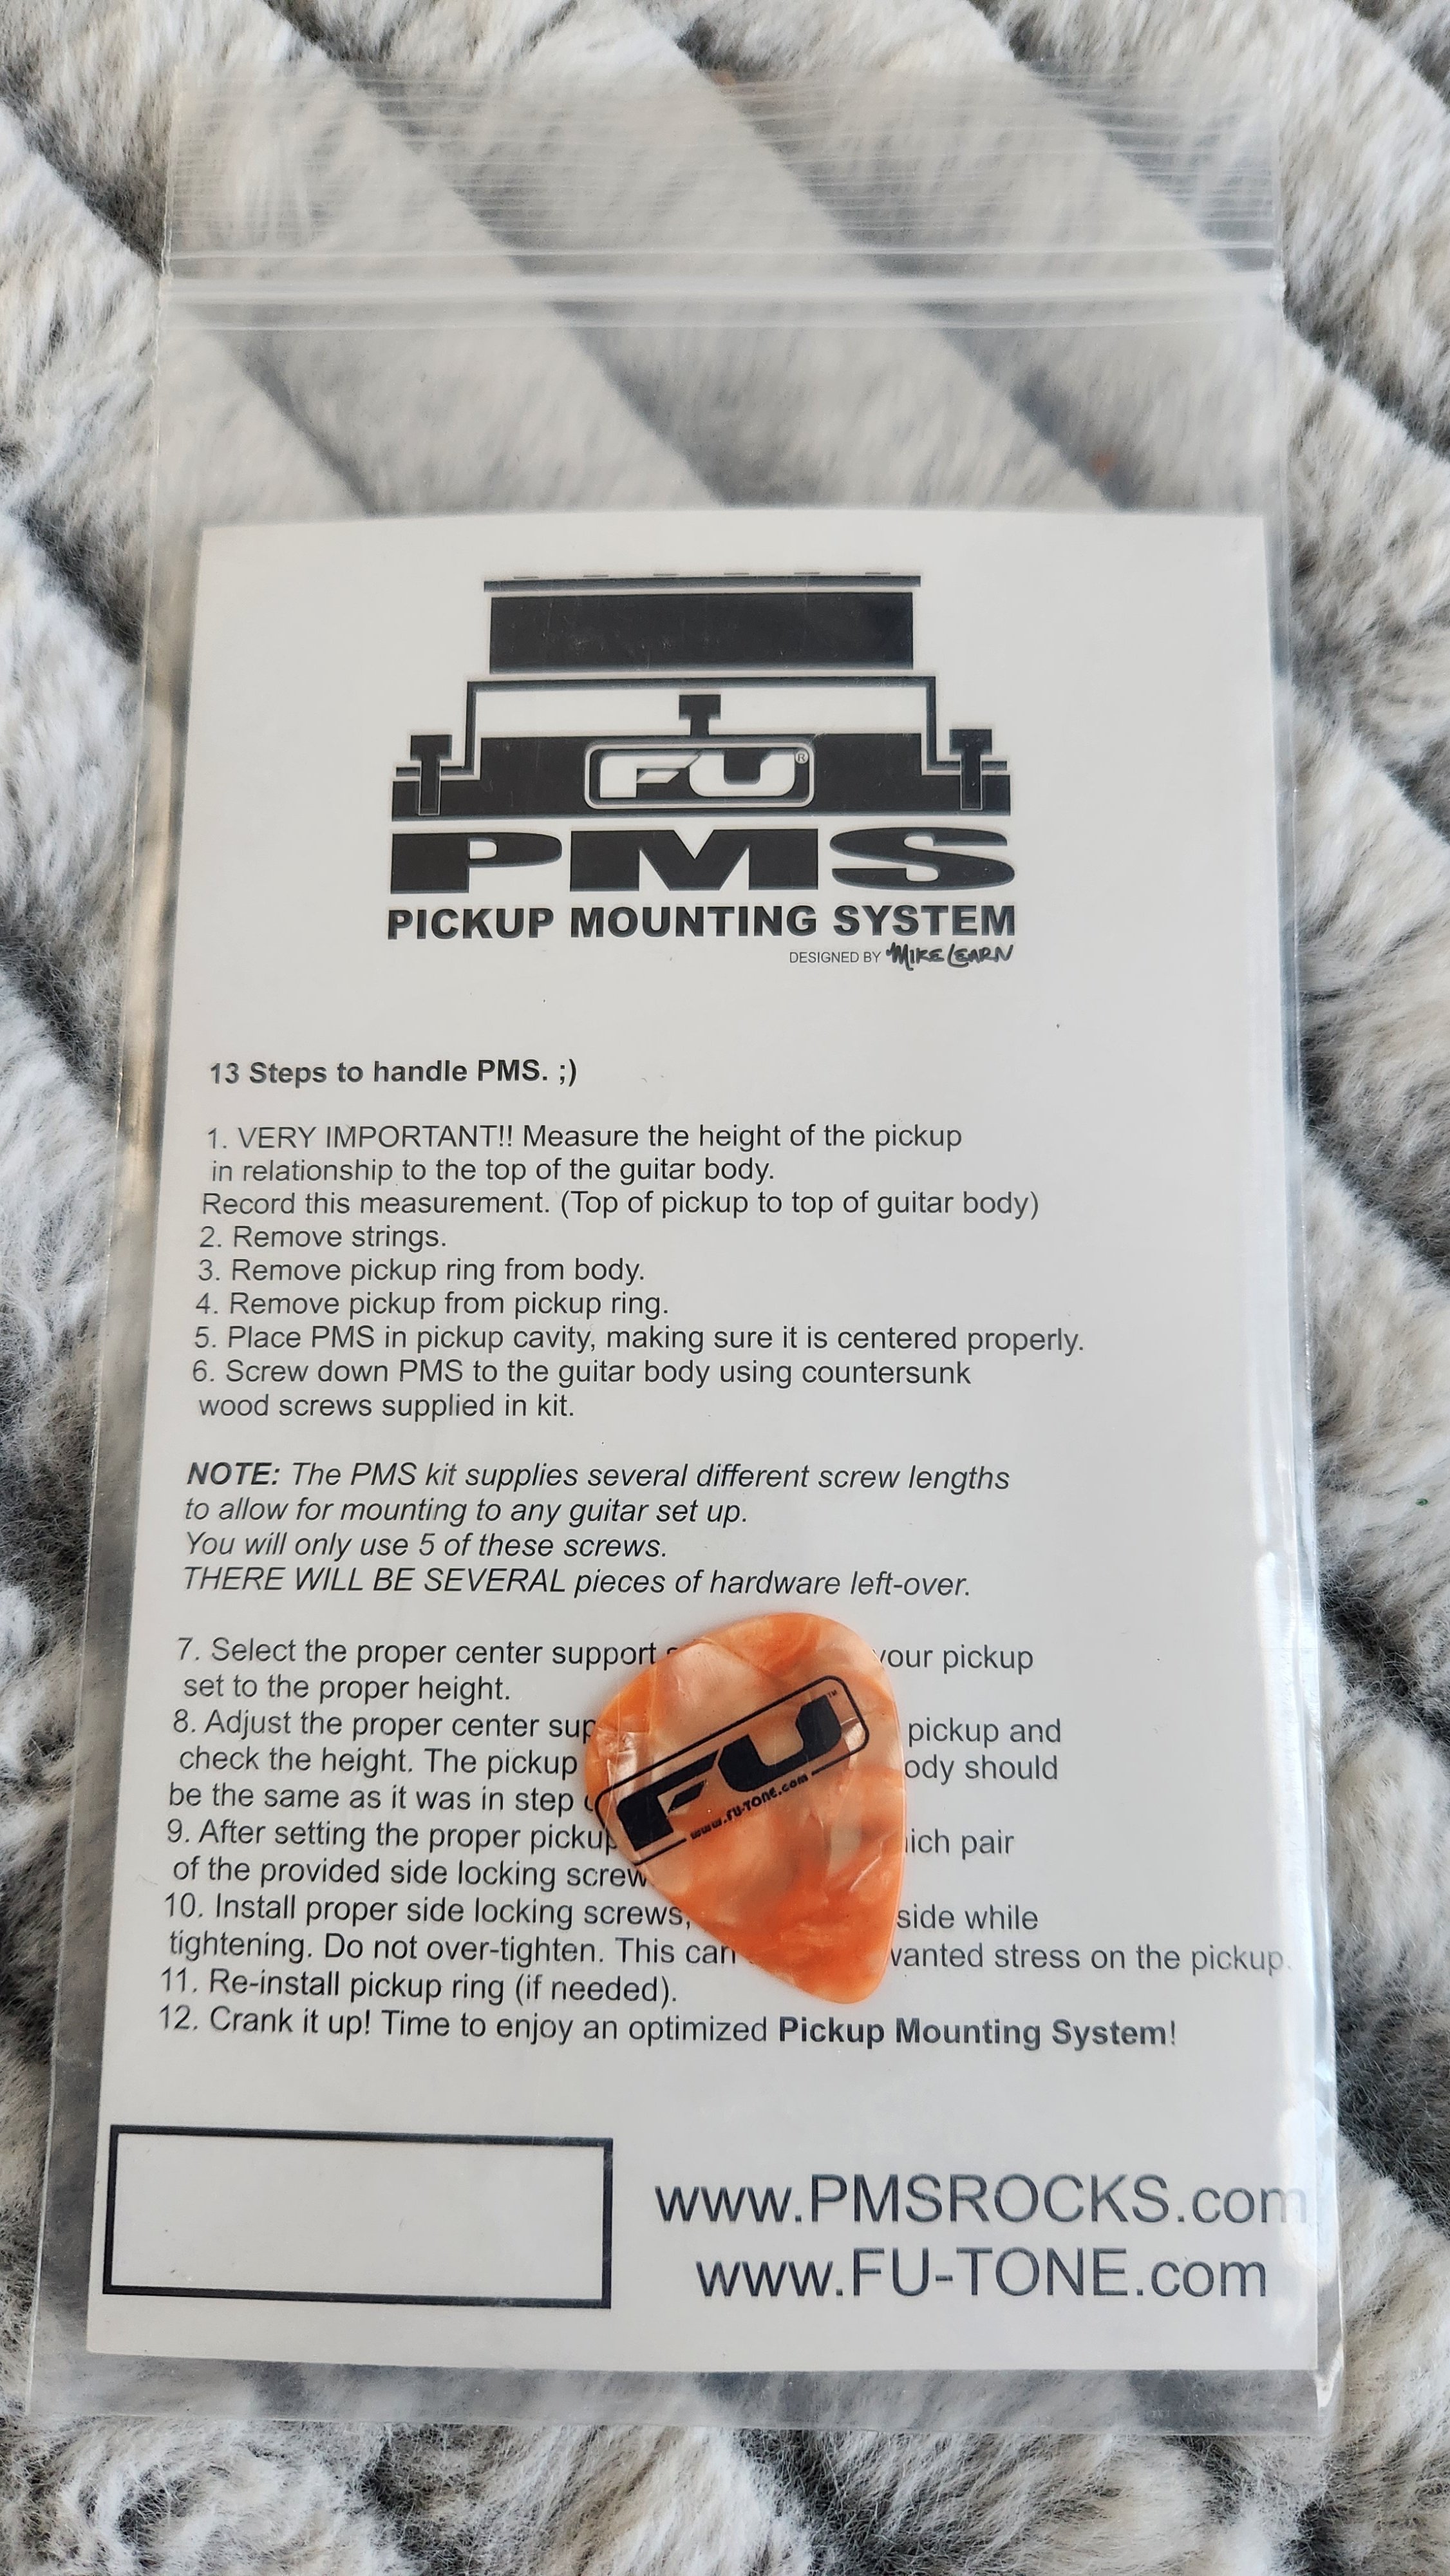 FU®
PMS
PICKUP MOUNTING SYSTEM
DESIGNED BY MIKE LEARN
13 Steps to handle PMS. ;)
1. VERY IMPORTANT!! Measure the height of the pickup
in relationship to the top of the guitar body.
Record this measurement. (Top of pickup to top of guitar body)
2. Remove strings.
3. Remove pickup ring from body.
4. Remove pickup from pickup ring.
5. Place PMS in pickup cavity, making sure it is centered properly.
6. Screw down PMS to the guitar body using countersunk
wood screws supplied in kit.
NOTE: The PMS kit supplies several different screw lengths
to allow for mounting to any guitar set up.
You will only use 5 of these screws.
THERE WILL BE SEVERAL pieces of hardware left-over.
7. Select the proper center support your pickup
set to the proper height.
8. Adjust the proper center pickup and
check the height. The pickup should
be the same as it was in step
9. After setting the proper pair
of the provided side locking
10. Install proper side locking screws, side while
tightening. Do not over-tighten. This can stress on the pickup.
11. Re-install pickup ring (if needed).
12. Crank it up! Time to enjoy an optimized Pickup Mounting System!
FU™
www.FU-TONE.com
www.PMSROCKS.com
www.FU-TONE.com